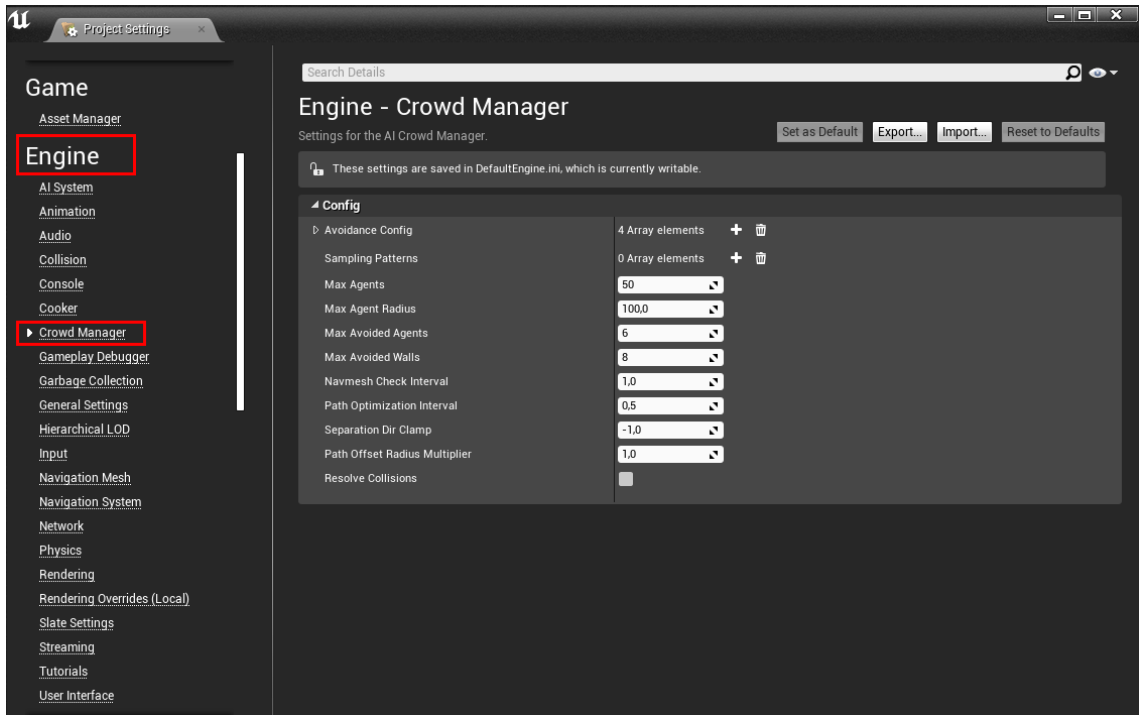 Project Settings
Game
Asset Manager
Engine
AI System
Animation
Audio
Collision
Console
Cooker
Crowd Manager
Gameplay Debugger
Garbage Collection
General Settings
Hierarchical LOD
Input
Navigation Mesh
Navigation System
Network
Physics
Rendering
Rendering Overrides (Local)
Slate Settings
Streaming
Tutorials
User Interface
Search Details
Engine - Crowd Manager
Settings for the AI Crowd Manager.
Set as Default Export... Import... Reset to Defaults
These settings are saved in DefaultEngine.ini, which is currently writable.
Config
Avoidance Config 4 Array elements
Sampling Patterns 0 Array elements
Max Agents 50
Max Agent Radius 100,0
Max Avoided Agents 6
Max Avoided Walls 8
Navmesh Check Interval 1,0
Path Optimization Interval 0,5
Separation Dir Clamp -1,0
Path Offset Radius Multiplier 1,0
Resolve Collisions